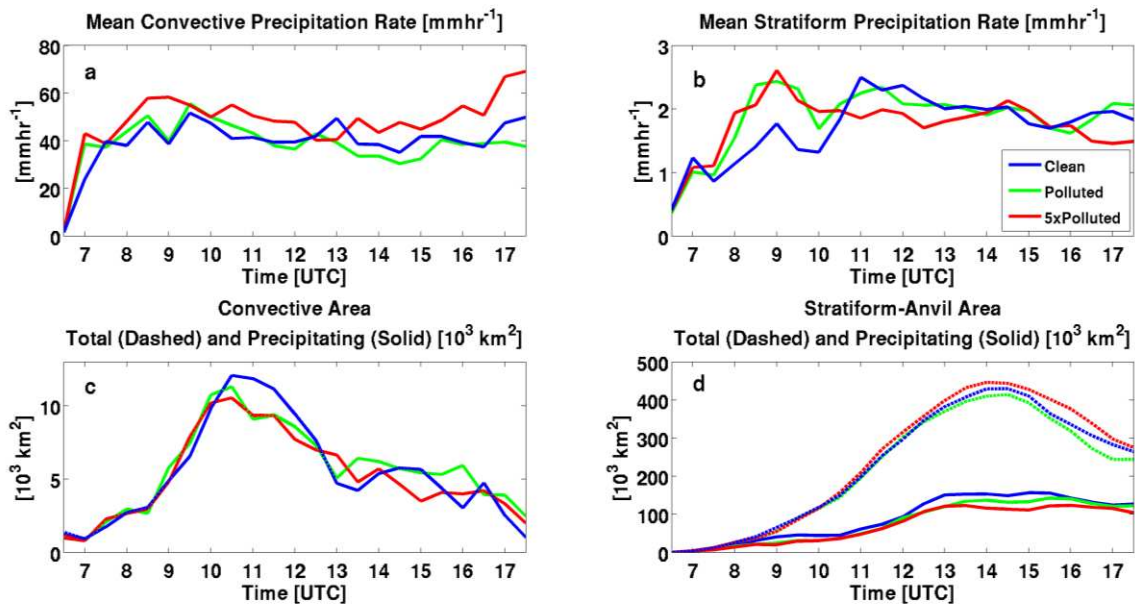 Mean Convective Precipitation Rate [mmhr-1]
80
60
40
20
0
[mmhr-1]
a
7 8 9 10 11 12 13 14 15 16 17
Time [UTC]
Mean Stratiform Precipitation Rate [mmhr-1]
3
2
1
0
[mmhr-1]
b
Clean
Polluted
5xPolluted
7 8 9 10 11 12 13 14 15 16 17
Time [UTC]
Convective Area
Total (Dashed) and Precipitating (Solid) [10³ km²]
10
5
0
[10³ km²]
c
7 8 9 10 11 12 13 14 15 16 17
Time [UTC]
Stratiform-Anvil Area
Total (Dashed) and Precipitating (Solid) [10³ km²]
500
400
300
200
100
0
[10³ km²]
d
7 8 9 10 11 12 13 14 15 16 17
Time [UTC]